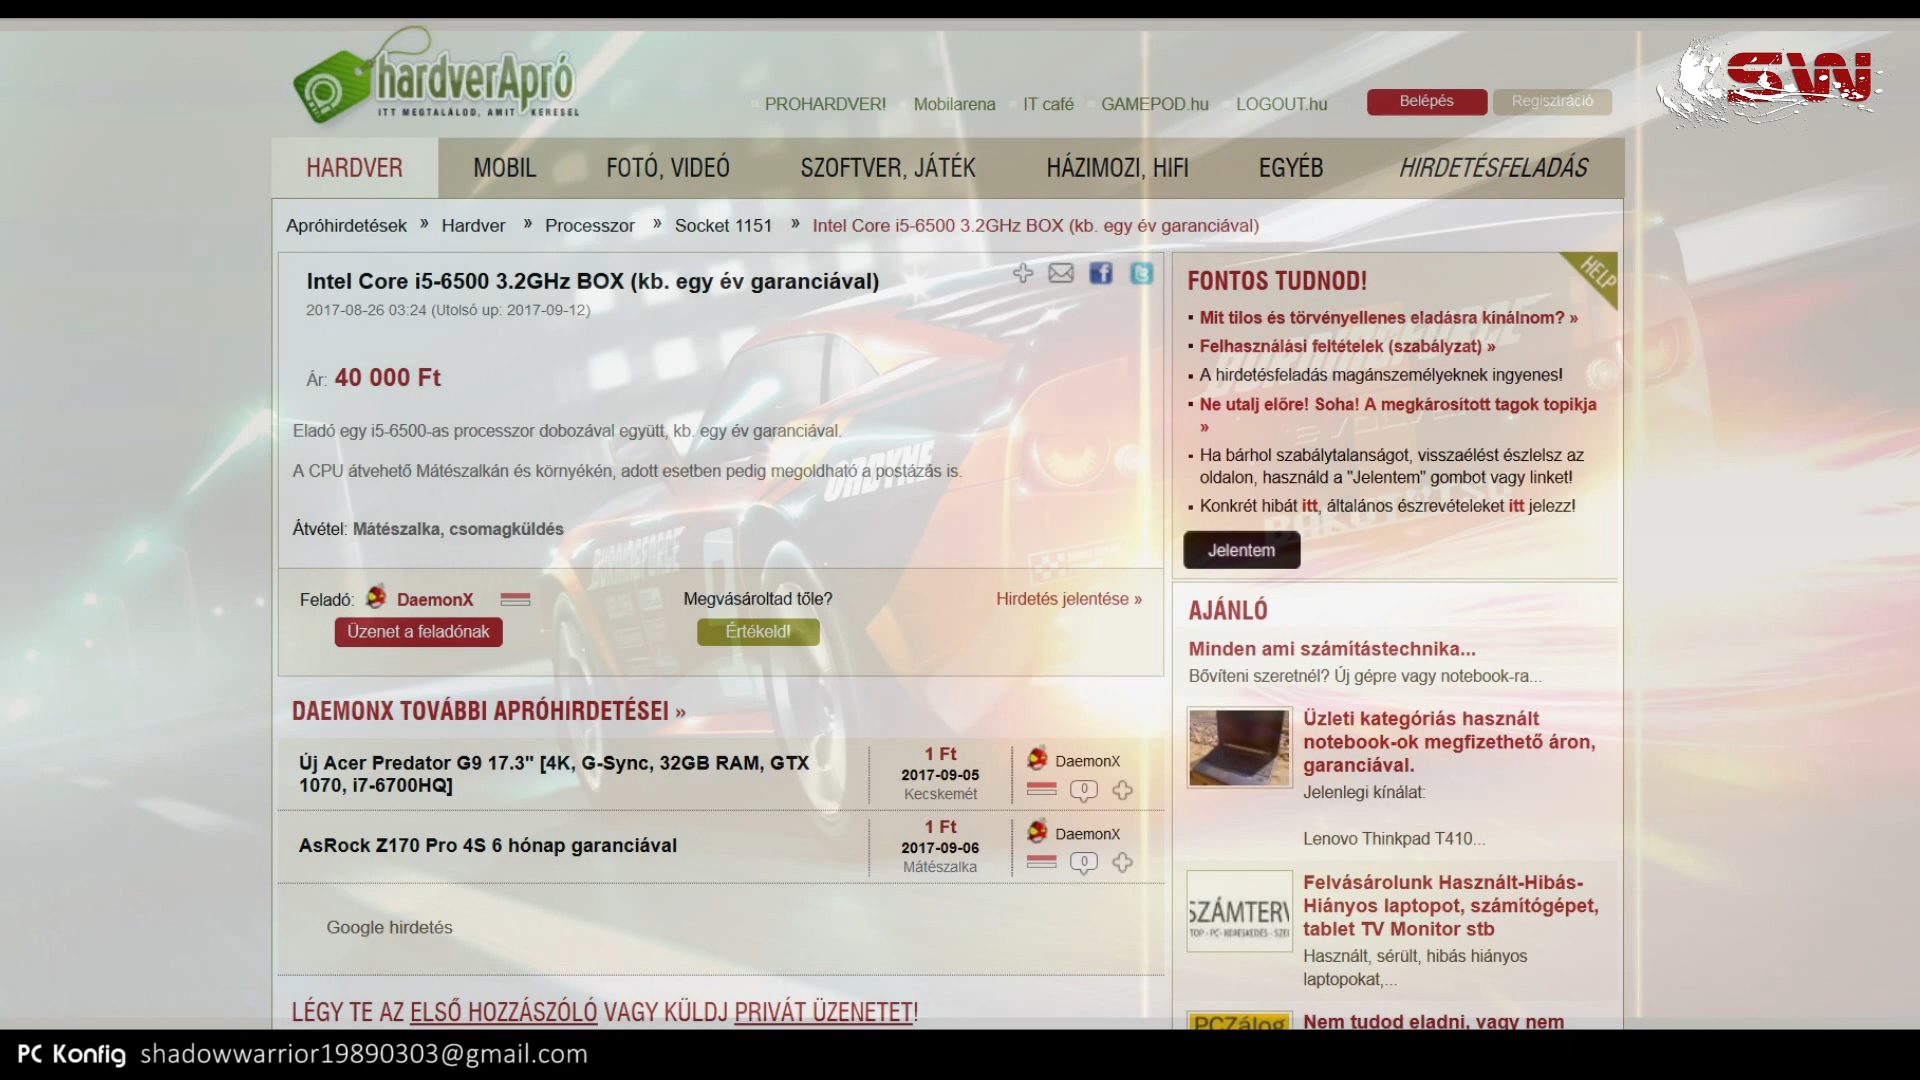 hardverApró
ITT MEGTALÁLOD, AMIT KERESEL
PROHARDVER! Mobilarena IT café GAMEPOD.hu LOGOUT.hu
Belépés Regisztráció
SW
HARDVER MOBIL FOTÓ, VIDEÓ SZOFTVER, JÁTÉK HÁZIMOZI, HIFI EGYÉB HIRDETÉSFELADÁS
Apróhirdetések » Hardver » Processzor » Socket 1151 » Intel Core i5-6500 3.2GHz BOX (kb. egy év garanciával)
Intel Core i5-6500 3.2GHz BOX (kb. egy év garanciával)
2017-08-26 03:24 (Utolsó up: 2017-09-12)
Ár: 40 000 Ft
Eladó egy i5-6500-as processzor dobozával együtt, kb. egy év garanciával.
A CPU átvehető Mátészalkán és környékén, adott esetben pedig megoldható a postázás is.
Átvétel: Mátészalka, csomagküldés
Feladó: DaemonX
Üzenet a feladónak
Megvásároltad tőle?
Értékeld!
Hirdetés jelentése »
DAEMONX TOVÁBBI APRÓHIRDETÉSEI »
Új Acer Predator G9 17.3" [4K, G-Sync, 32GB RAM, GTX
1070, i7-6700HQ]
1 Ft
2017-09-05
Kecskemét
DaemonX
0
AsRock Z170 Pro 4S 6 hónap garanciával
1 Ft
2017-09-06
Mátészalka
DaemonX
0
Google hirdetés
LÉGY TE AZ ELSŐ HOZZÁSZÓLÓ VAGY KÜLDJ PRIVÁT ÜZENETET!
FONTOS TUDNOD!
HELP
Mit tilos és törvényellenes eladásra kínálnom? »
Felhasználási feltételek (szabályzat) »
A hirdetésfeladás magánszemélyeknek ingyenes!
Ne utalj előre! Soha! A megkárosított tagok topikja
»
Ha bárhol szabálytalanságot, visszaélést észlelsz az
oldalon, használd a "Jelentem" gombot vagy linket!
Konkrét hibát itt, általános észrevételeket itt jelezz!
Jelentem
AJÁNLÓ
Minden ami számítástechnika...
Bővíteni szeretnél? Új gépre vagy notebook-ra...
Üzleti kategóriás használt
notebook-ok megfizethető áron,
garanciával.
Jelenlegi kínálat:
Lenovo Thinkpad T410...
SZÁMTERV
Felvásárolunk Használt-Hibás-
Hiányos laptopot, számítógépet,
tablet TV Monitor stb
Használt, sérült, hibás hiányos
laptopokat,...
PCZálog
Nem tudod eladni, vagy nem
ORDYNE
PC Konfig shadowwarrior19890303@gmail.com